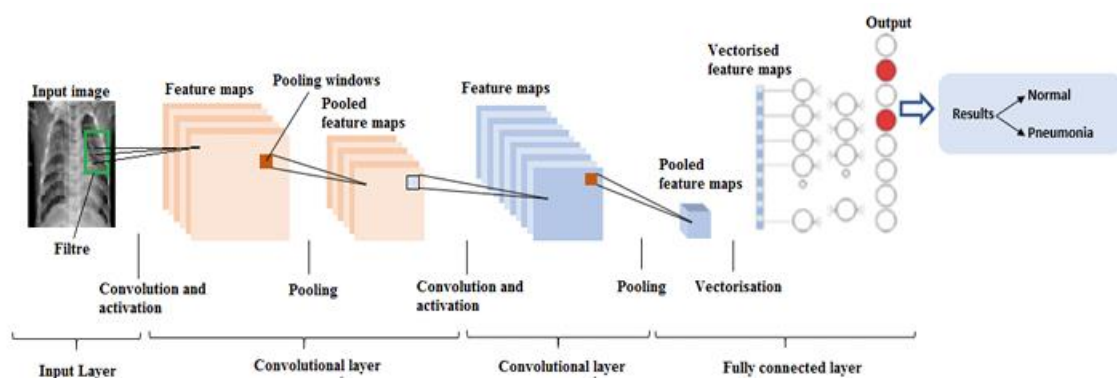 Output
Vectorised
feature maps
Pooling windows
Input image
Feature maps
Feature maps
Pooled
feature maps
Normal
Results
Pneumonia
Pooled
feature maps
Filtre
Convolution and
activation
Pooling
Convolution and
activation
Pooling
Vectorisation
Input Layer
Convolutional layer
Convolutional layer
Fully connected layer